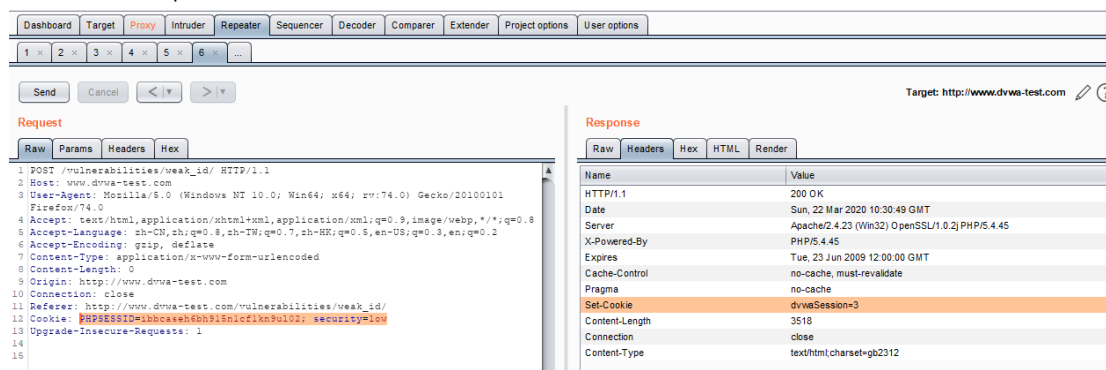 Dashboard Target Proxy Intruder Repeater Sequencer Decoder Comparer Extender Project options User options
1 × 2 × 3 × 4 × 5 × 6 × ...
Send Cancel < > Target: http://www.dvwa-test.com
Request
Raw Params Headers Hex
1 POST /vulnerabilities/weak_id/ HTTP/1.1
2 Host: www.dvwa-test.com
3 User-Agent: Mozilla/5.0 (Windows NT 10.0; Win64; x64; rv:74.0) Gecko/20100101
Firefox/74.0
4 Accept: text/html,application/xhtml+xml,application/xml;q=0.9,image/webp,*/*;q=0.8
5 Accept-Language: zh-CN,zh;q=0.8,zh-TW;q=0.7,zh-HK;q=0.5,en-US;q=0.3,en;q=0.2
6 Accept-Encoding: gzip, deflate
7 Content-Type: application/x-www-form-urlencoded
8 Content-Length: 0
9 Origin: http://www.dvwa-test.com
10 Connection: close
11 Referer: http://www.dvwa-test.com/vulnerabilities/weak_id/
12 Cookie: security=low
13 Upgrade-Insecure-Requests: 1
14
15
Response
Raw Headers Hex HTML Render
Name Value
HTTP/1.1 200 OK
Date Sun, 22 Mar 2020 10:30:49 GMT
Server Apache/2.4.23 (Win32) OpenSSL/1.0.2j PHP/5.4.45
X-Powered-By PHP/5.4.45
Expires Tue, 23 Jun 2009 12:00:00 GMT
Cache-Control no-cache, must-revalidate
Pragma no-cache
Set-Cookie dvwaSession=3
Content-Length 3518
Connection close
Content-Type text/html;charset=gb2312